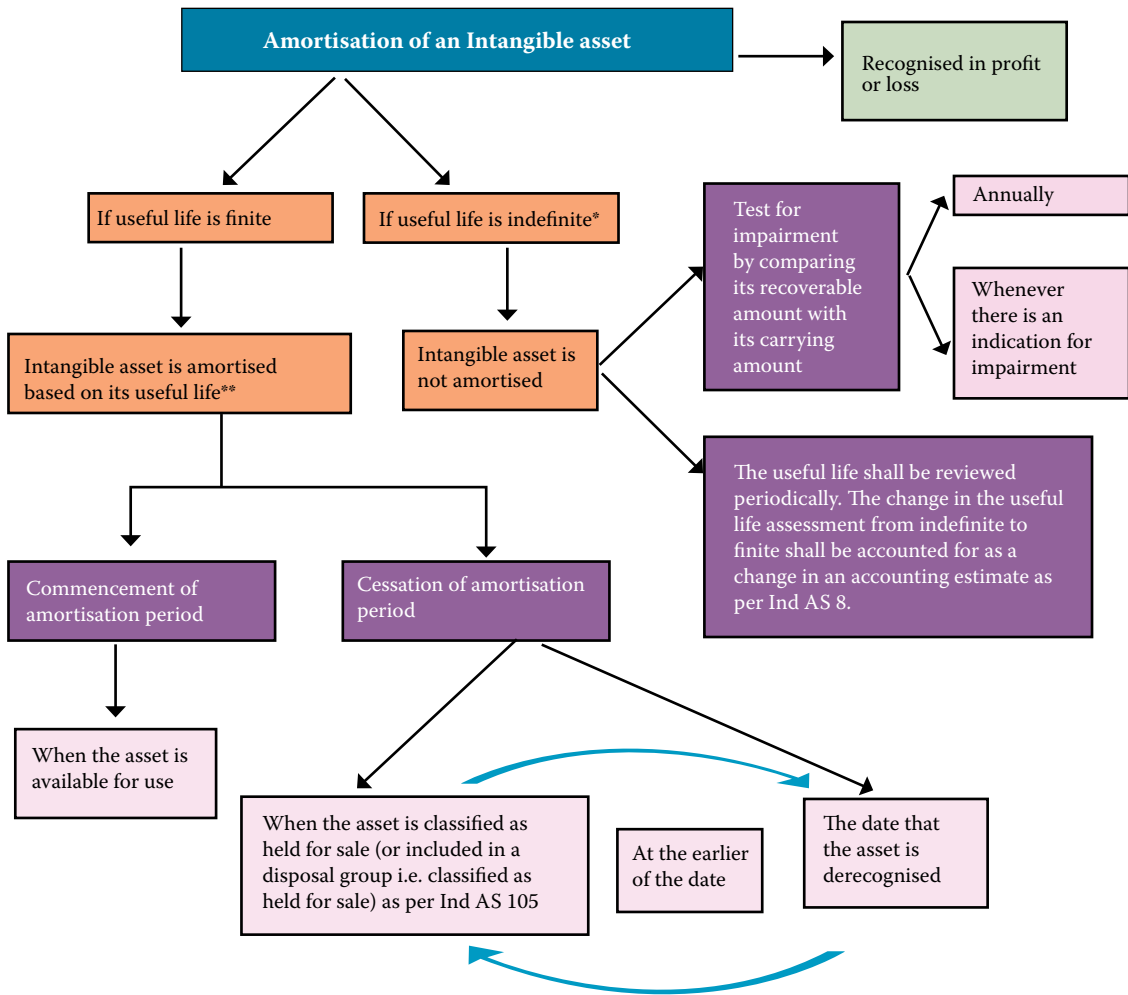 Amortisation of an Intangible asset
Recognised in profit
or loss
If useful life is finite
If useful life is indefinite*
Test for
impairment
by comparing
its recoverable
amount with
its carrying
amount
Annually
Whenever
there is an
indication for
impairment
Intangible asset is amortised
based on its useful life**
Intangible asset is
not amortised
The useful life shall be reviewed
periodically. The change in the useful
life assessment from indefinite to
finite shall be accounted for as a
change in an accounting estimate as
per Ind AS 8.
Commencement of
amortisation period
Cessation of amortisation
period
When the asset is
available for use
When the asset is classified as
held for sale (or included in a
disposal group i.e. classified as
held for sale) as per Ind AS 105
At the earlier
of the date
The date that
the asset is
derecognised